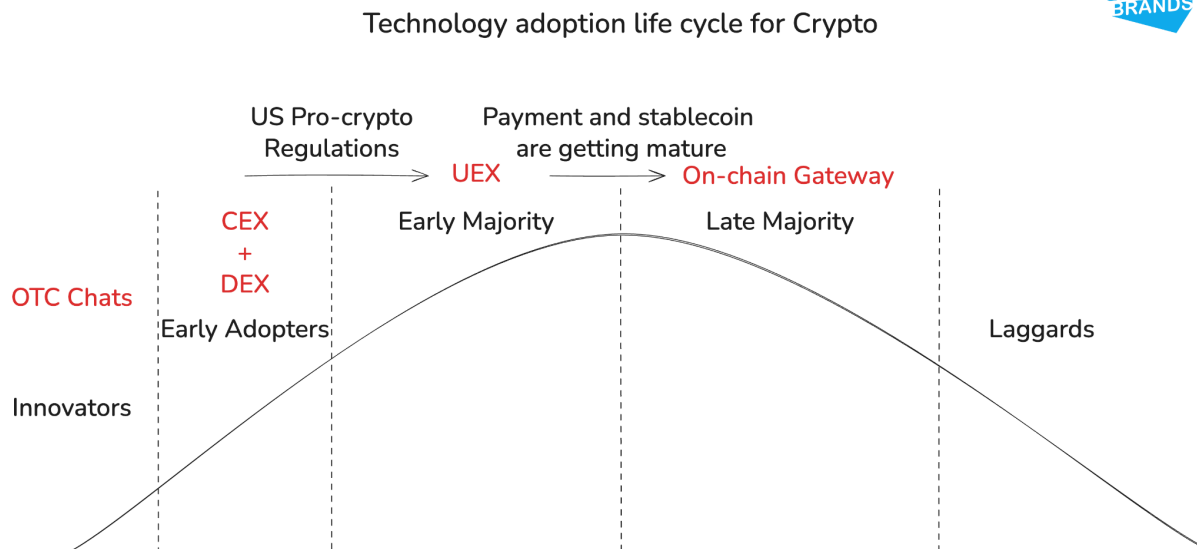 Technology adoption life cycle for Crypto
BRANDS
US Pro-crypto
Regulations
Payment and stablecoin
are getting mature
UEX
On-chain Gateway
CEX
+
DEX
Early Majority
Late Majority
OTC Chats
Early Adopters
Laggards
Innovators